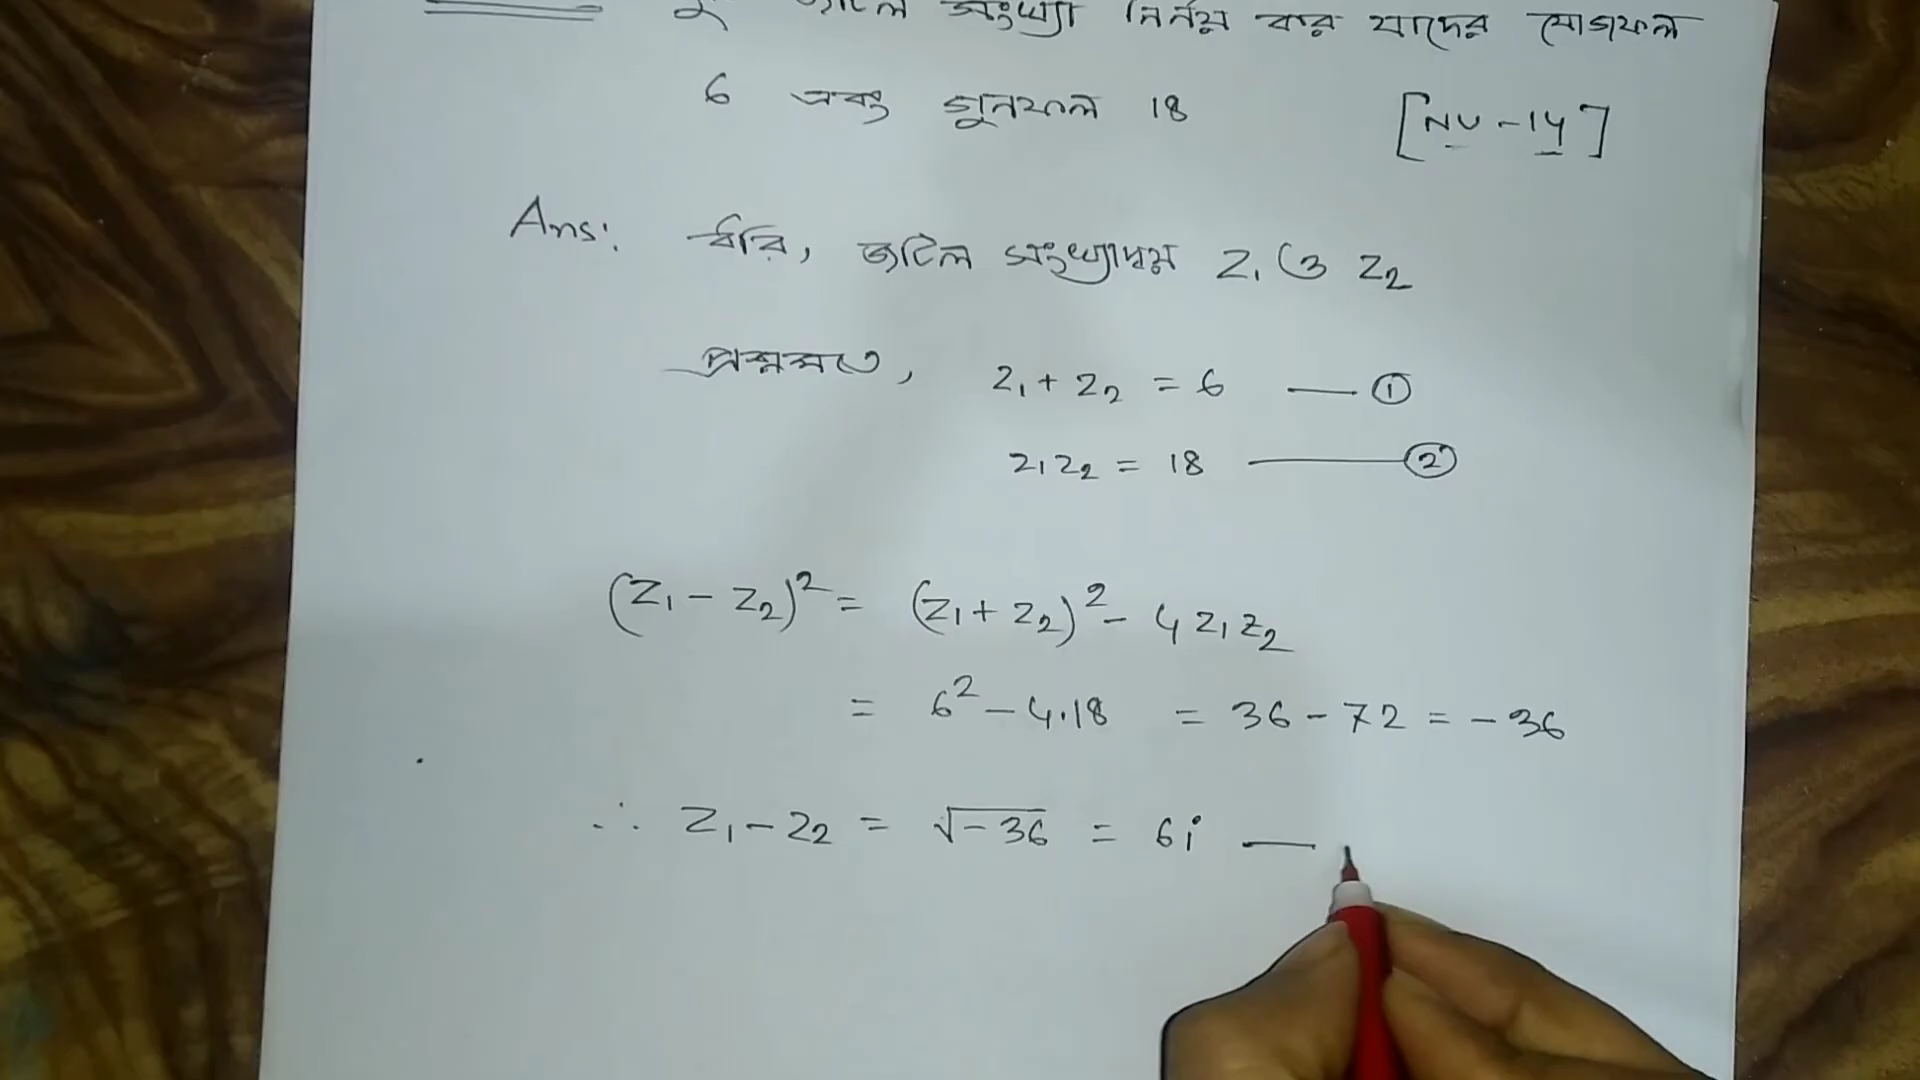 জটিল সংখ্যা নির্ণয় কর যাদের যোগফল
6 এবং গুনফল 18 [NU-14]
Ans: ধরি, জটিল সংখ্যাদ্বয় Z₁ ও Z₂
প্রশ্নমতে, Z₁ + Z₂ = 6 — ①
Z₁Z₂ = 18 — ②
(Z₁ - Z₂)² = (Z₁ + Z₂)² - 4Z₁Z₂
= 6² - 4.18 = 36 - 72 = -36
∴ Z₁ - Z₂ = √-36 = 6i —